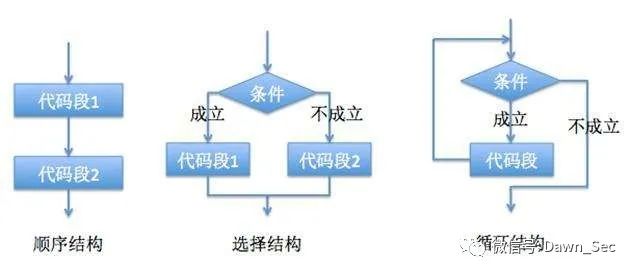 代码段1
代码段2
顺序结构
条件
成立
不成立
代码段1
代码段2
选择结构
条件
成立
不成立
代码段
循环结构
微信号:Dawn_Sec